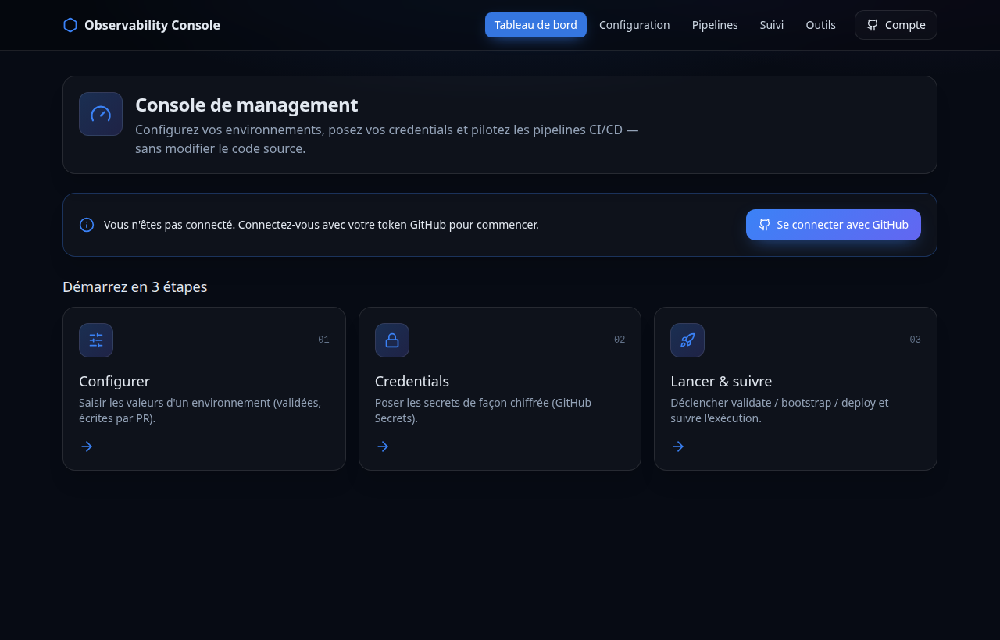 Observability Console
Tableau de bord
Configuration
Pipelines
Suivi
Outils
Compte
Console de management
Configurez vos environnements, posez vos credentials et pilotez les pipelines CI/CD —
sans modifier le code source.
Vous n'êtes pas connecté. Connectez-vous avec votre token GitHub pour commencer.
Se connecter avec GitHub
Démarrez en 3 étapes
01
Configurer
Saisir les valeurs d'un environnement (validées,
écrites par PR).
02
Credentials
Poser les secrets de façon chiffrée (GitHub
Secrets).
03
Lancer & suivre
Déclencher validate / bootstrap / deploy et
suivre l'exécution.